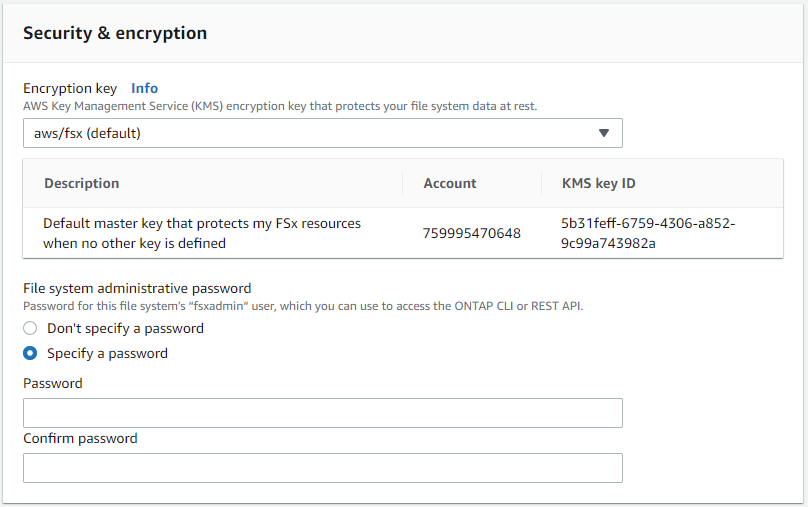 Security & encryption
Encryption key Info
AWS Key Management Service (KMS) encryption key that protects your file system data at rest.
aws/fsx (default)
Description Account KMS key ID
Default master key that protects my FSx resources
when no other key is defined
759995470648
5b31feff-6759-4306-a852-
9c99a743982a
File system administrative password
Password for this file system's "fsxadmin" user, which you can use to access the ONTAP CLI or REST API.
Don't specify a password
Specify a password
Password
Confirm password